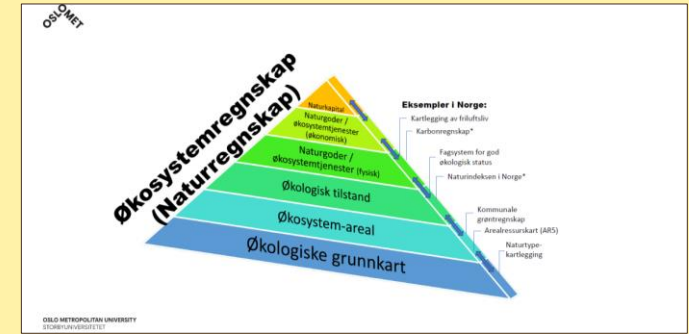 OSLOMET
Økosystemregnskap
(Naturregnskap)
Naturkapital
Naturgoder /
økosystemtjenester
(økonomisk)
Naturgoder /
økosystemtjenester (fysisk)
Økologisk tilstand
Økosystem-areal
Økologiske grunnkart
Eksempler i Norge:
Kartlegging av friluftsliv
Karbonregnskap*
Fagsystem for god
økologisk status
Naturindeksen i Norge*
Kommunale
grøntregnskap
Arealressurskart (AR5)
Naturtype-
kartlegging
OSLO METROPOLITAN UNIVERSITY
STORBYUNIVERSITETET